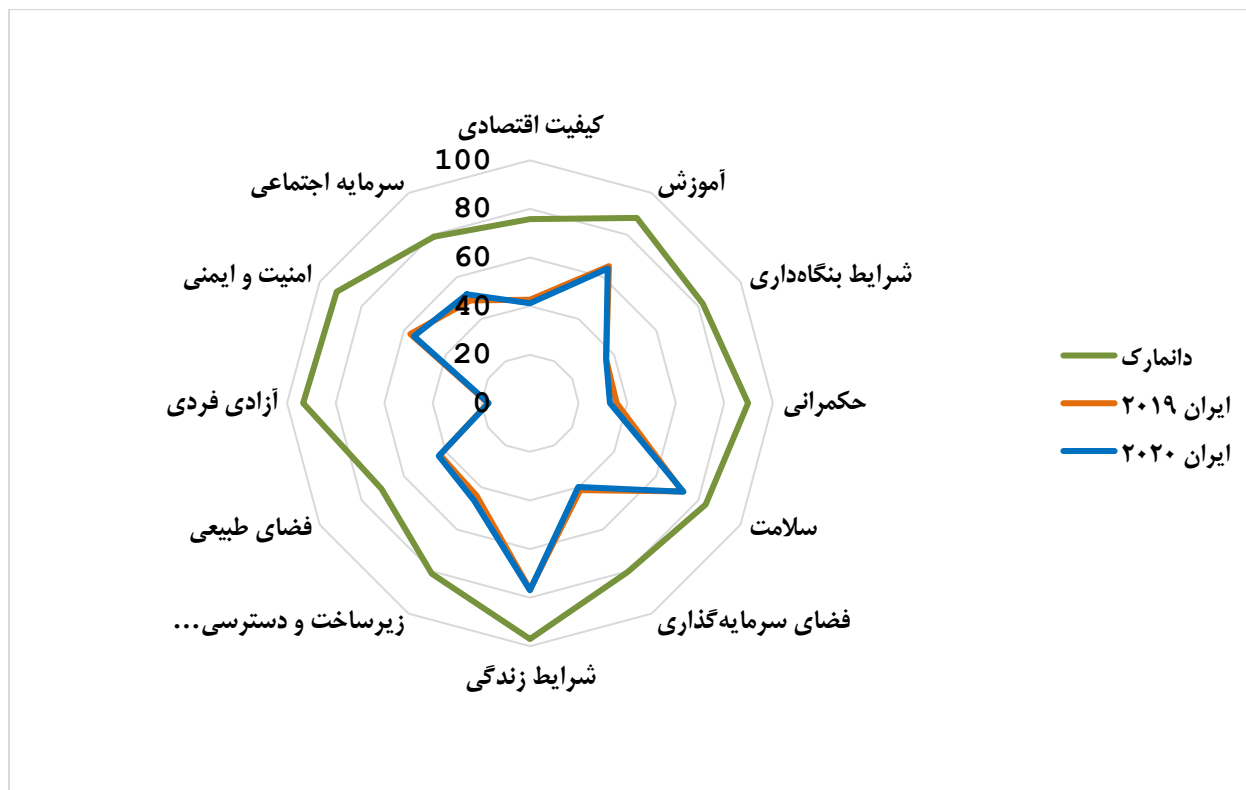 کیفیت اقتصادی
آموزش
شرایط بنگاه‌داری
حکمرانی
سلامت
فضای سرمایه‌گذاری
شرایط زندگی
زیرساخت و دسترسی...
فضای طبیعی
آزادی فردی
امنیت و ایمنی
سرمایه اجتماعی
100
80
60
40
20
0
دانمارک
ایران ۲۰۱۹
ایران ۲۰۲۰